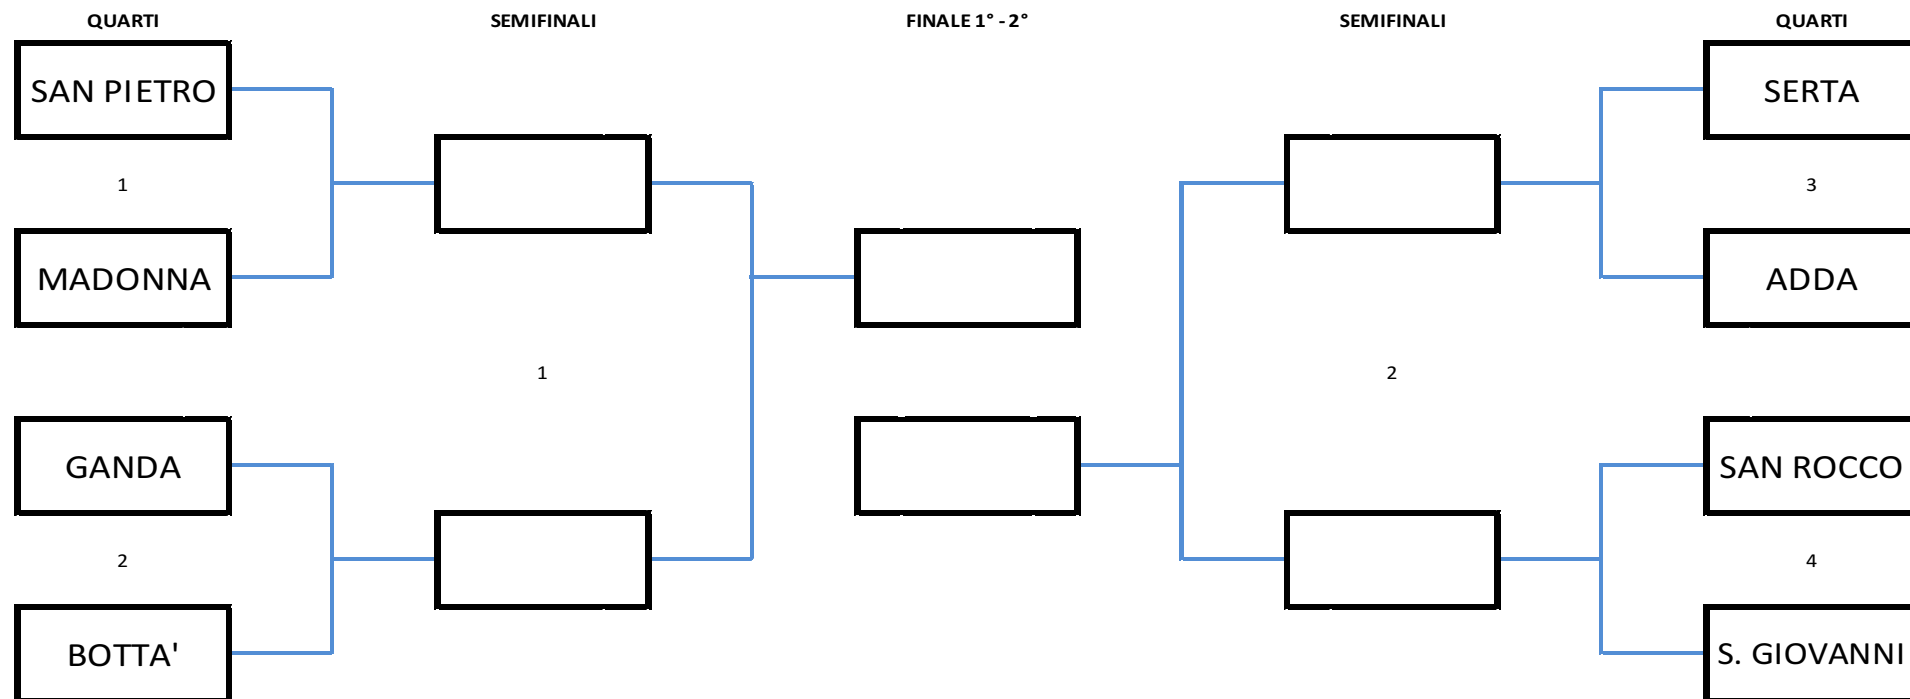 QUARTI
SEMIFINALI
FINALE 1° - 2°
SEMIFINALI
QUARTI
SAN PIETRO
SERTA
1
3
MADONNA
ADDA
1
2
GANDA
SAN ROCCO
2
4
BOTTA'
S. GIOVANNI